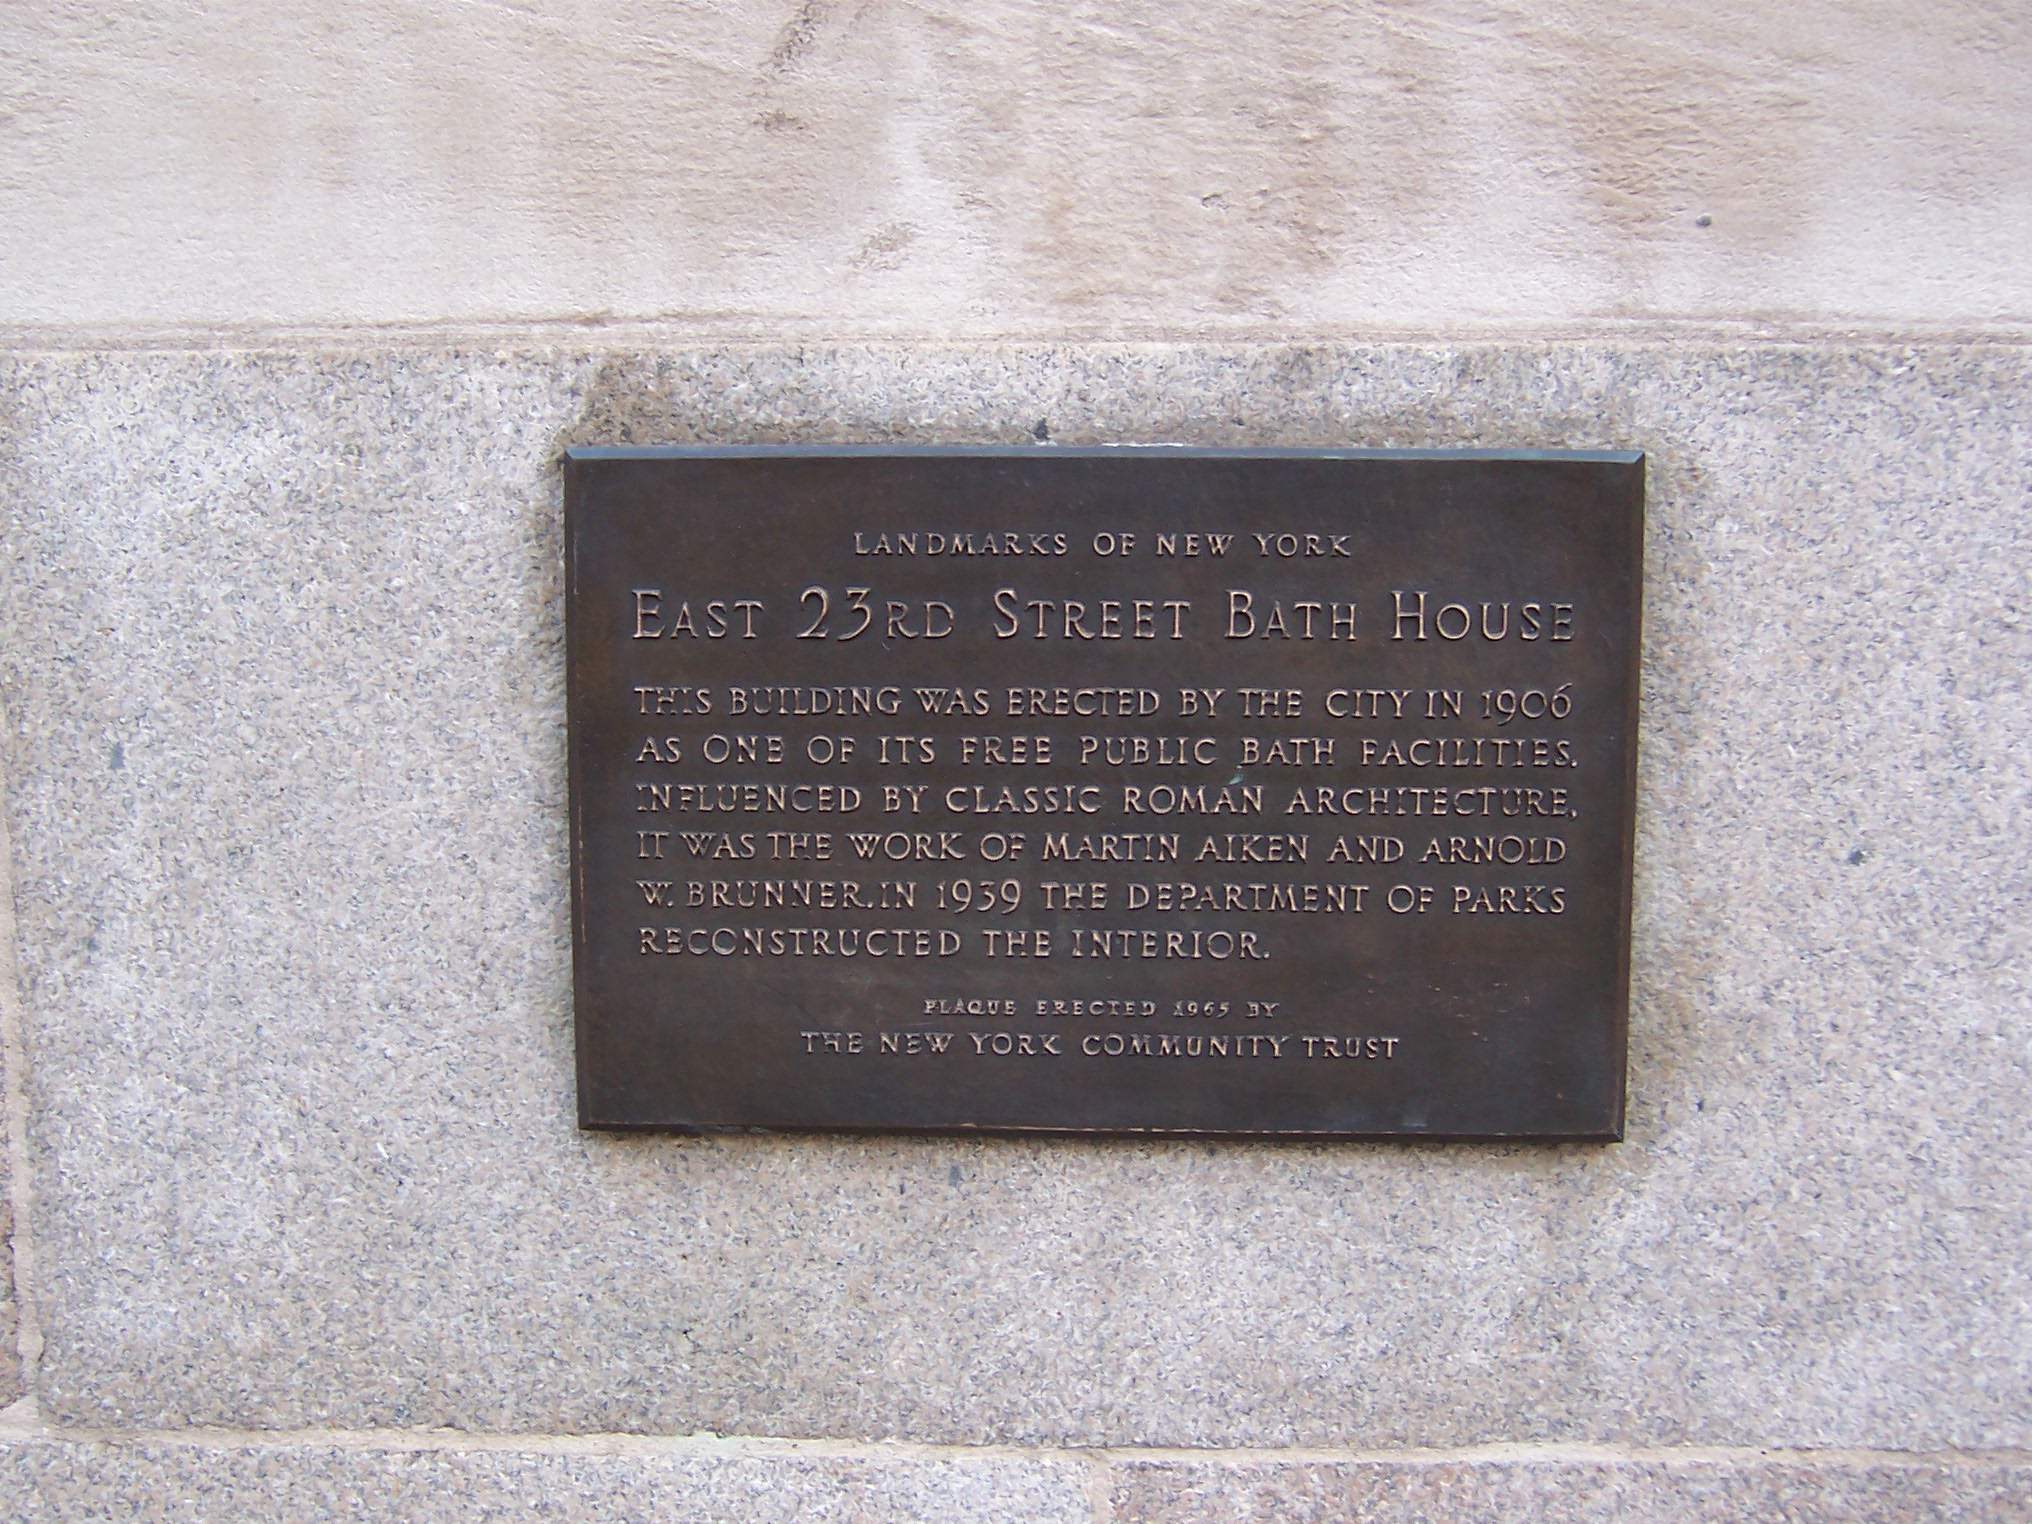 LANDMARKS OF NEW YORK
EAST 23RD STREET BATH HOUSE
THIS BUILDING WAS ERECTED BY THE CITY IN 1906
AS ONE OF ITS FREE PUBLIC BATH FACILITIES.
INFLUENCED BY CLASSIC ROMAN ARCHITECTURE,
IT WAS THE WORK OF MARTIN AIKEN AND ARNOLD
W. BRUNNER. IN 1939 THE DEPARTMENT OF PARKS
RECONSTRUCTED THE INTERIOR.
PLAQUE ERECTED 1965 BY
THE NEW YORK COMMUNITY TRUST